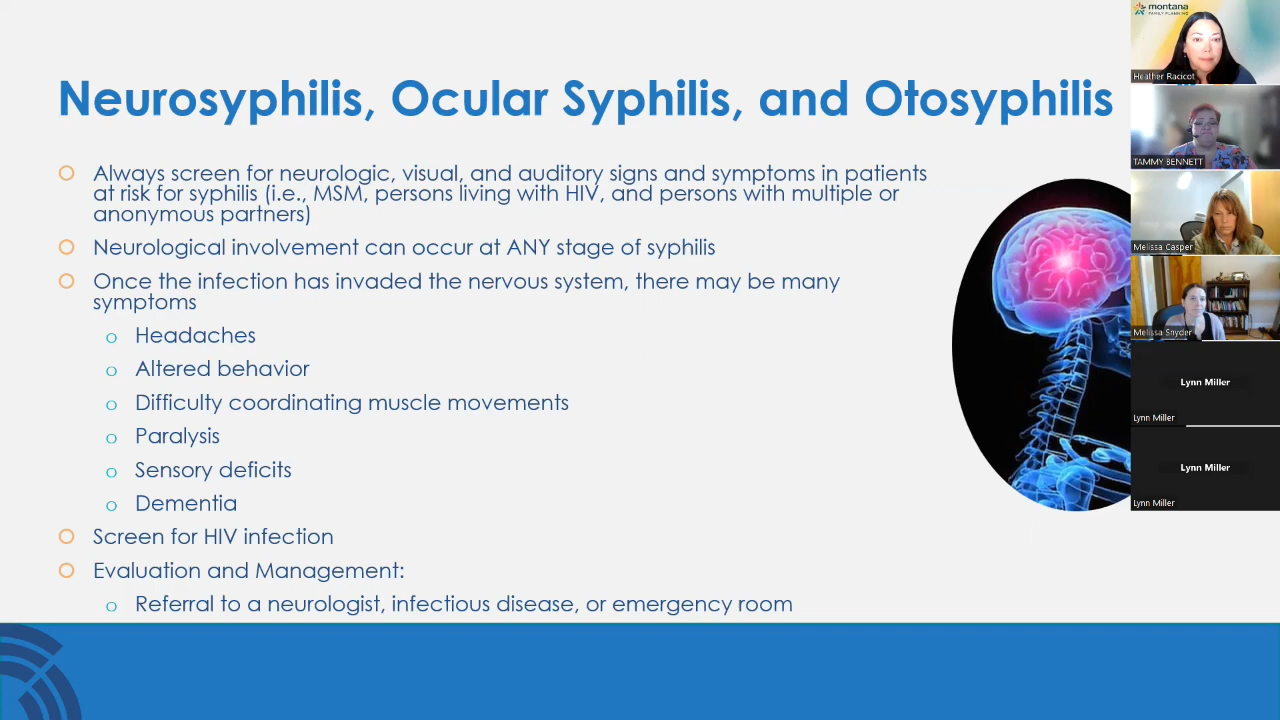 Neurosyphilis, Ocular Syphilis, and Otosyphilis
Always screen for neurologic, visual, and auditory signs and symptoms in patients
at risk for syphilis (i.e., MSM, persons living with HIV, and persons with multiple or
anonymous partners)
Neurological involvement can occur at ANY stage of syphilis
Once the infection has invaded the nervous system, there may be many
symptoms
Headaches
Altered behavior
Difficulty coordinating muscle movements
Paralysis
Sensory deficits
Dementia
Screen for HIV infection
Evaluation and Management:
Referral to a neurologist, infectious disease, or emergency room
montana
FAMILY PLANNING
Heather Racicot
TAMMY BENNETT
Melissa Casper
Melissa Snyder
Lynn Miller
Lynn Miller
Lynn Miller
Lynn Miller